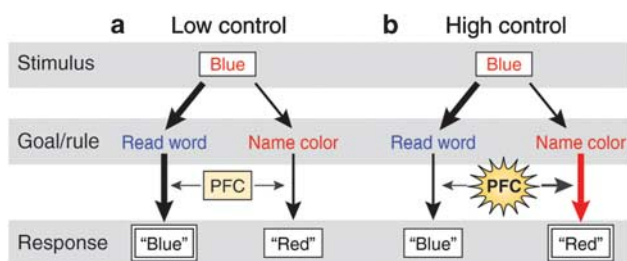 a Low control b High control
Stimulus Blue Blue
Goal/rule Read word Name color Read word Name color
PFC PFC
Response "Blue" "Red" "Blue" "Red"